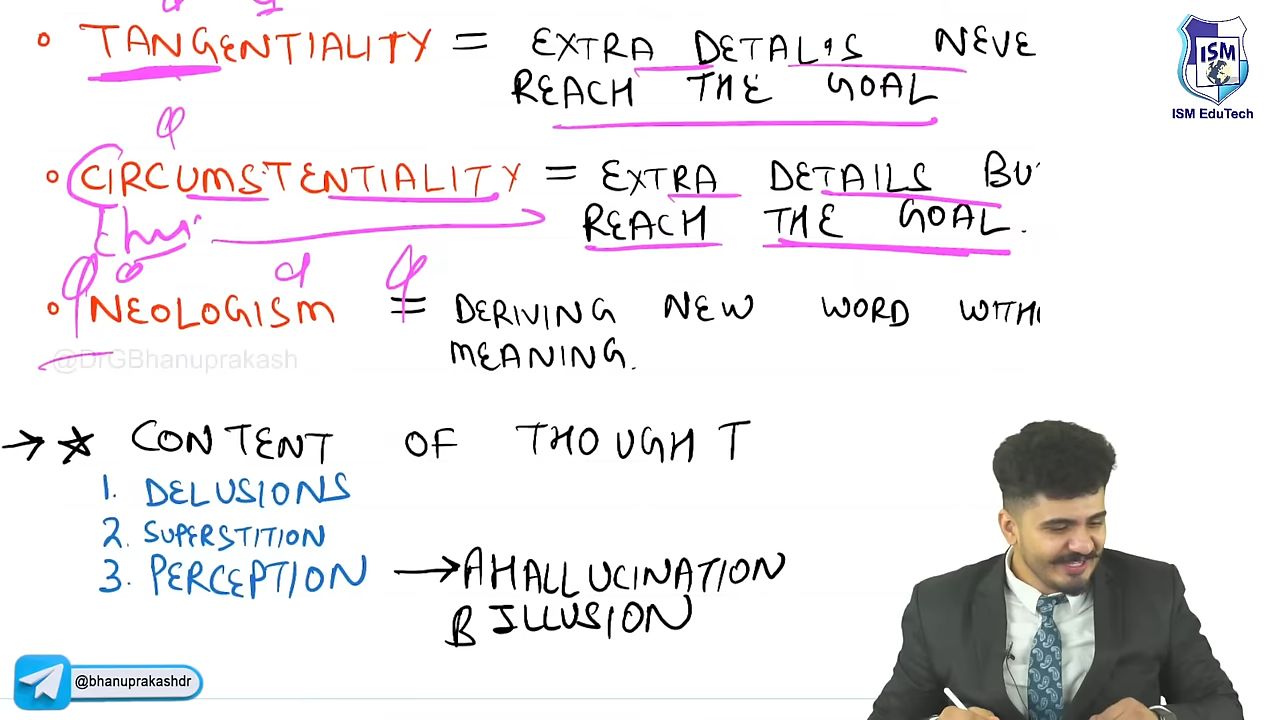 TANGENTIALITY = EXTRA DETAILS NEVE
REACH THE GOAL
CIRCUMSTENTIALITY = EXTRA DETAILS BU
REACH THE GOAL.
NEOLOGISM = DERIVING NEW WORD WITH
MEANING.
@DrGBhanuprakash
→ ★ CONTENT OF THOUGHT
1. DELUSIONS
2. SUPERSTITION
3. PERCEPTION → A HALLUCINATION
B ILLUSION
ISM
ISM EduTech
@bhanuprakashdr